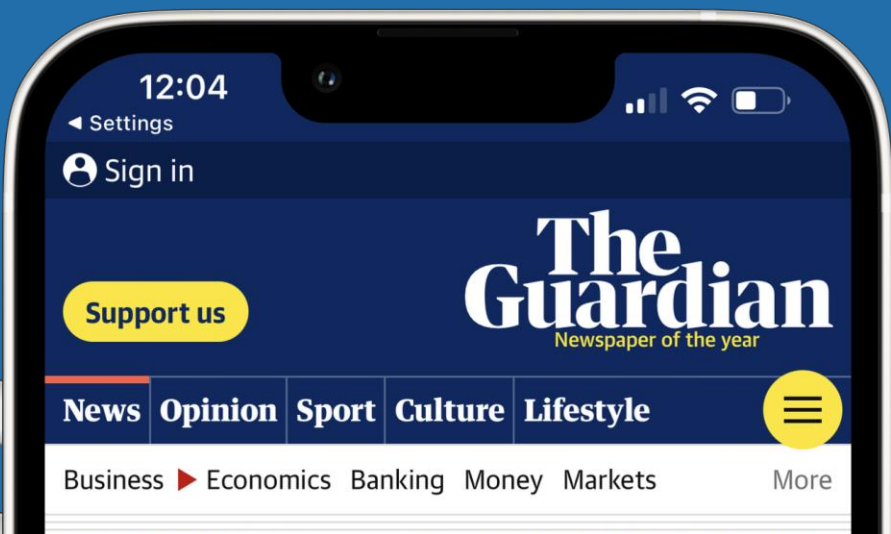 12:04
◀ Settings
Sign in
Support us
The
Guardian
Newspaper of the year
News Opinion Sport Culture Lifestyle
Business ▶ Economics Banking Money Markets More